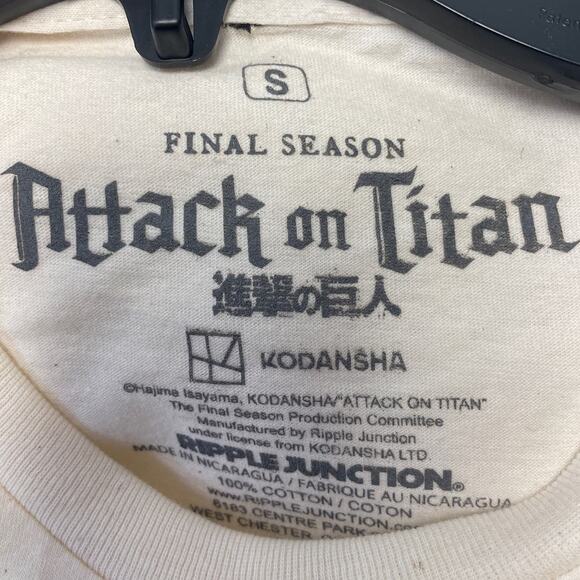 S
FINAL SEASON
Attack on Titan
進撃の巨人
KODANSHA
©Hajime Isayama, KODANSHA/"ATTACK ON TITAN"
The Final Season Production Committee
Manufactured by Ripple Junction
under license from KODANSHA LTD.
RIPPLE JUNCTION®
MADE IN NICARAGUA / FABRIQUE AU NICARAGUA
100% COTTON / COTON
www.RIPPLEJUNCTION.com
6183 CENTRE PARK
WEST CHESTER,